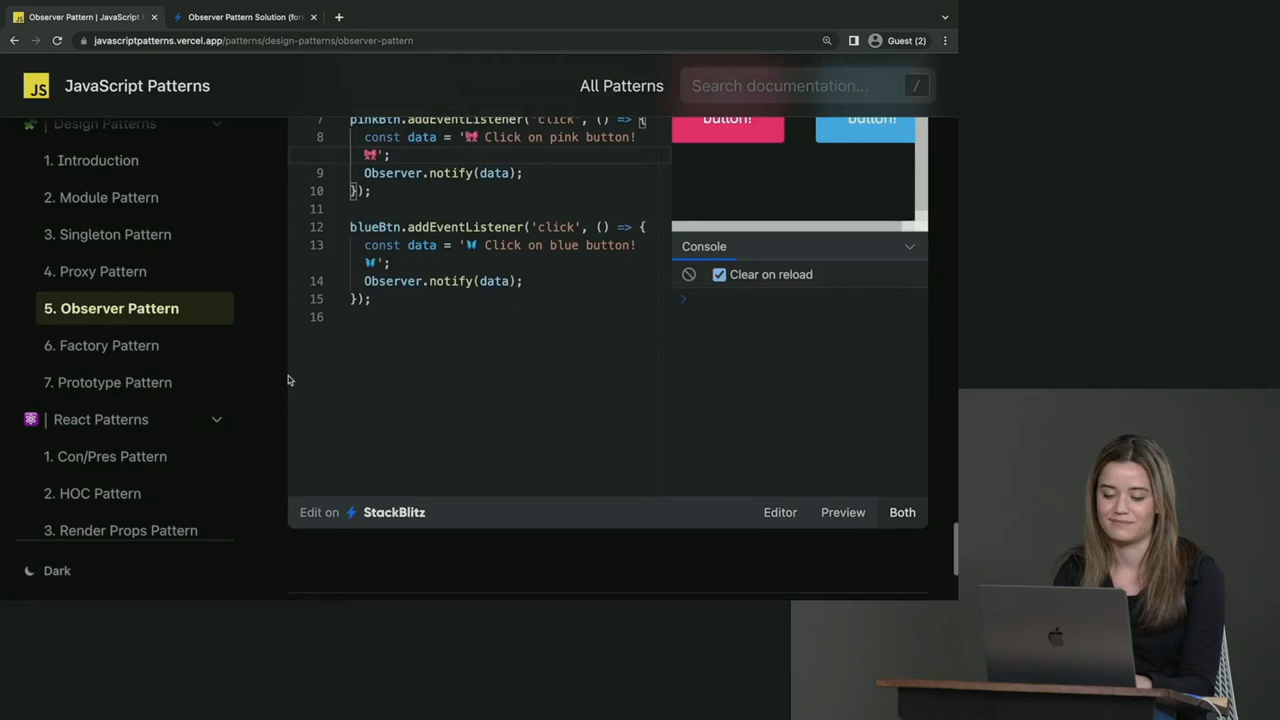 Observer Pattern | JavaScript
Observer Pattern Solution (for
javascriptpatterns.vercel.app/patterns/design-patterns/observer-pattern
Guest (2)
JS
JavaScript Patterns
All Patterns
Search documentation...
/
Design Patterns
1. Introduction
2. Module Pattern
3. Singleton Pattern
4. Proxy Pattern
5. Observer Pattern
6. Factory Pattern
7. Prototype Pattern
React Patterns
1. Con/Pres Pattern
2. HOC Pattern
3. Render Props Pattern
Dark
7 pinkBtn.addEventListener('click', () => {
8 const data = '🎀 Click on pink button!
🎀';
9 Observer.notify(data);
10 });
11
12 blueBtn.addEventListener('click', () => {
13 const data = '🦋 Click on blue button!
🦋';
14 Observer.notify(data);
15 });
16
button!
button!
Console
Clear on reload
Edit on StackBlitz
Editor
Preview
Both